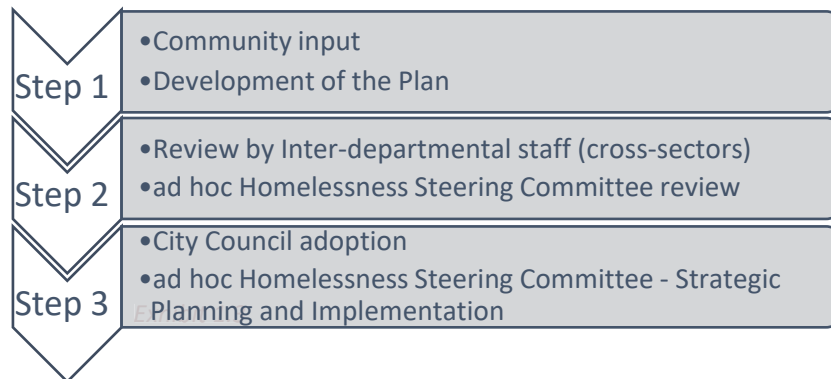 Step 1
•Community input
•Development of the Plan
Step 2
•Review by Inter-departmental staff (cross-sectors)
•ad hoc Homelessness Steering Committee review
Step 3
•City Council adoption
•ad hoc Homelessness Steering Committee - Strategic
Planning and Implementation